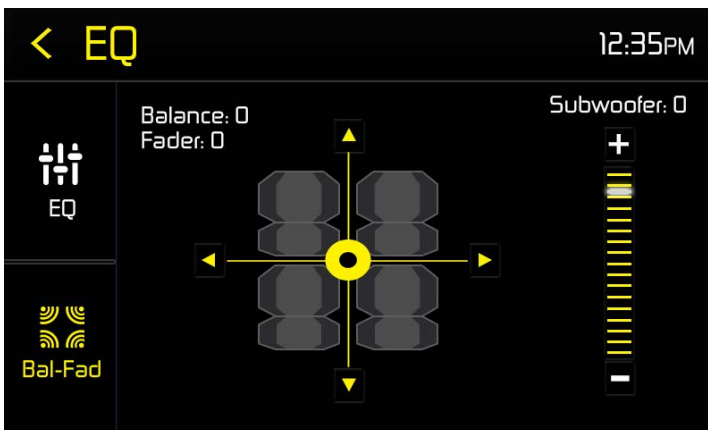 EQ
12:35PM
Balance: 0
Fader: 0
Subwoofer: 0
EQ
Bal-Fad